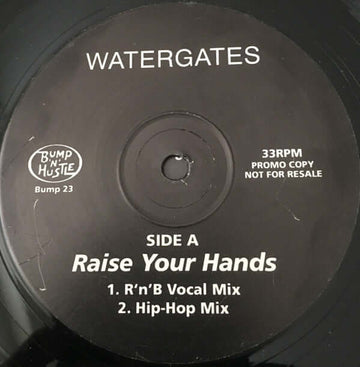 WATERGATES
BUMP
'N'
HUSTLE
Bump 23
33RPM
PROMO COPY
NOT FOR RESALE
SIDE A
Raise Your Hands
1. R'n'B Vocal Mix
2. Hip-Hop Mix